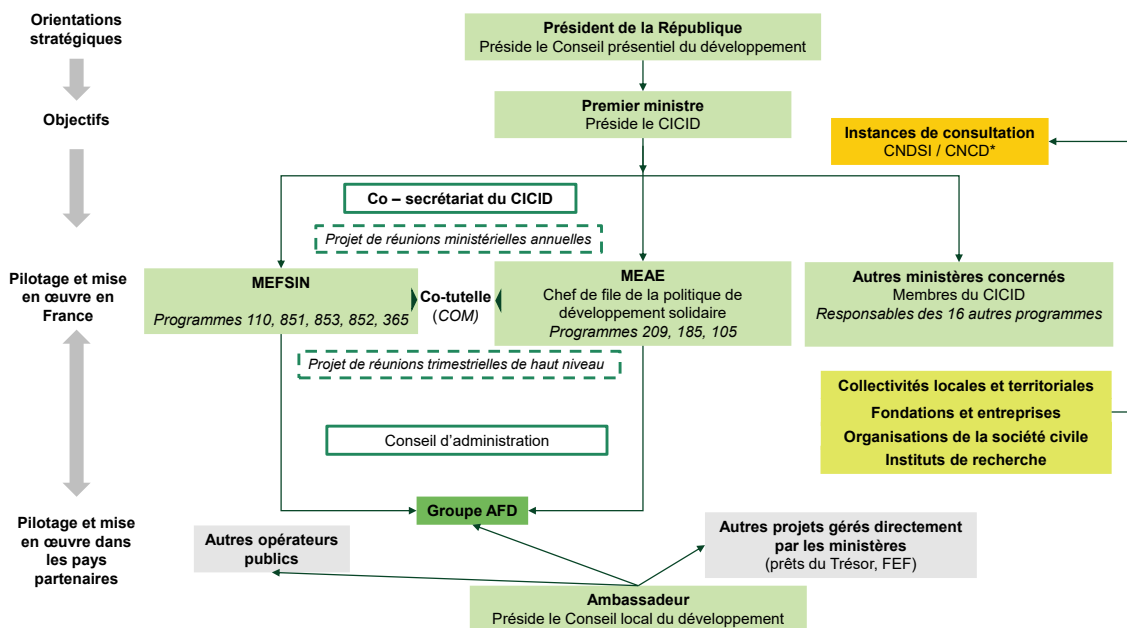 Orientations
stratégiques
Président de la République
Préside le Conseil présentiel du développement
Objectifs
Premier ministre
Préside le CICID
Instances de consultation
CNDSI / CNCD*
Co – secrétariat du CICID
Projet de réunions ministérielles annuelles
Pilotage et mise
en œuvre en
France
MEFSIN
Programmes 110, 851, 853, 852, 365
Co-tutelle
(COM)
MEAE
Chef de file de la politique de
développement solidaire
Programmes 209, 185, 105
Autres ministères concernés
Membres du CICID
Responsables des 16 autres programmes
Projet de réunions trimestrielles de haut niveau
Collectivités locales et territoriales
Fondations et entreprises
Organisations de la société civile
Instituts de recherche
Conseil d’administration
Groupe AFD
Pilotage et mise
en œuvre dans
les pays
partenaires
Autres opérateurs
publics
Autres projets gérés directement
par les ministères
(prêts du Trésor, FEF)
Ambassadeur
Préside le Conseil local du développement